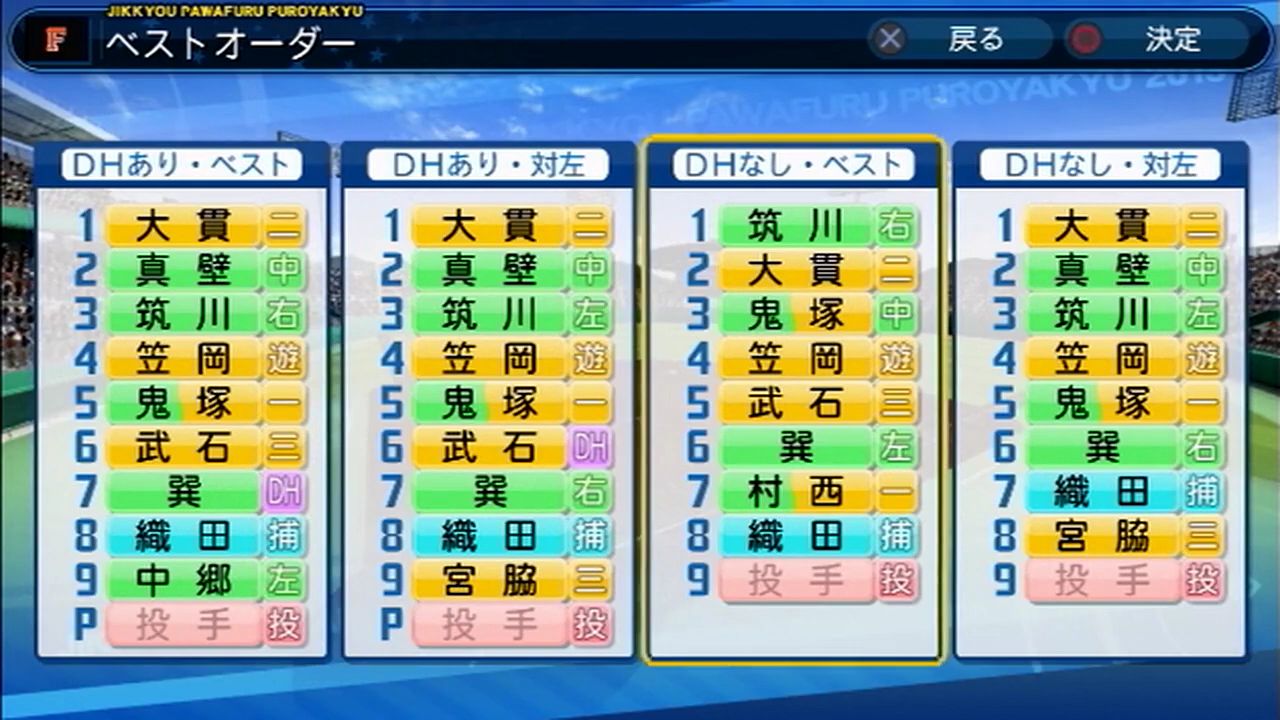 JIKKYOU PAWAFURU PUROYAKYU
F ベストオーダー 戻る 決定
PAWAFURU PUROYAKYU
DHあり・ベスト
1 大貫 二
2 真壁 中
3 筑川 右
4 笠岡 遊
5 鬼塚 一
6 武石 三
7 巽 DH
8 織田 捕
9 中郷 左
P 投手 投
DHあり・対左
1 大貫 二
2 真壁 中
3 筑川 左
4 笠岡 遊
5 鬼塚 一
6 武石 DH
7 巽 右
8 織田 捕
9 宮脇 三
P 投手 投
DHなし・ベスト
1 筑川 右
2 大貫 二
3 鬼塚 中
4 笠岡 遊
5 武石 三
6 巽 左
7 村西 一
8 織田 捕
9 投手 投
DHなし・対左
1 大貫 二
2 真壁 中
3 筑川 左
4 笠岡 遊
5 鬼塚 一
6 巽 右
7 織田 捕
8 宮脇 三
9 投手 投